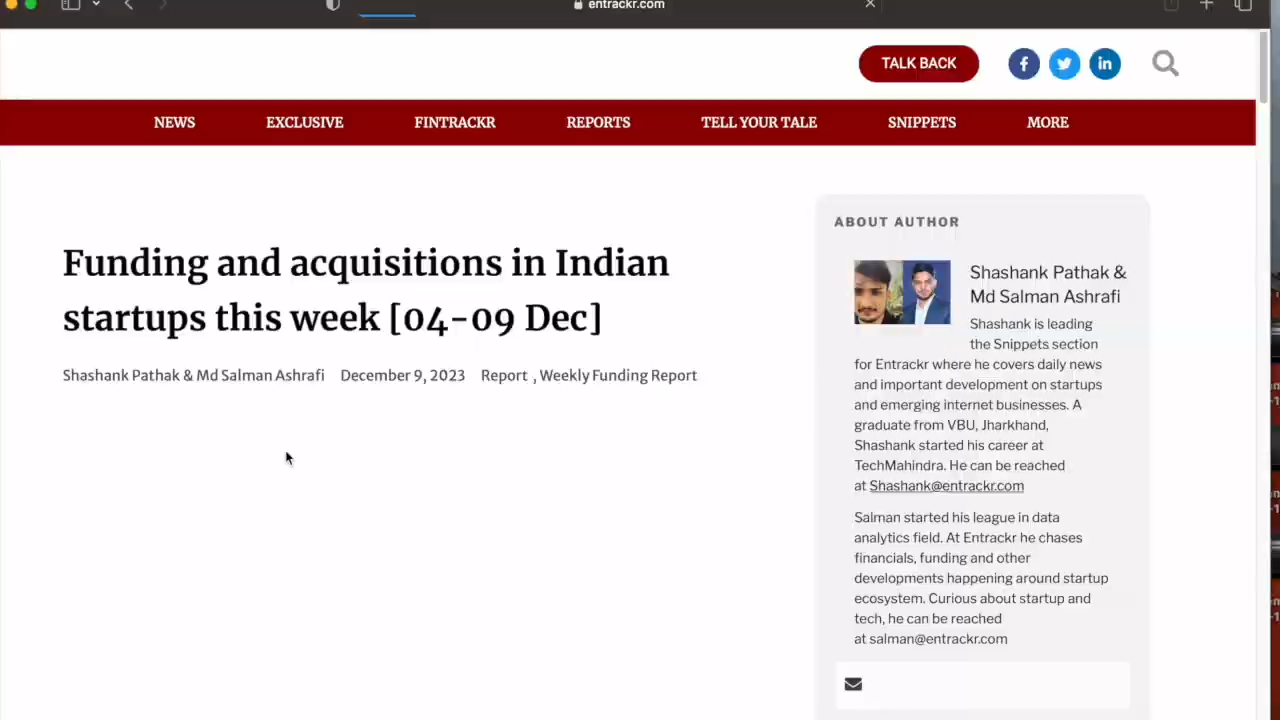 entrackr.com
TALK BACK
NEWS EXCLUSIVE FINTRACKR REPORTS TELL YOUR TALE SNIPPETS MORE
Funding and acquisitions in Indian
startups this week [04-09 Dec]
Shashank Pathak & Md Salman Ashrafi December 9, 2023 Report , Weekly Funding Report
ABOUT AUTHOR
Shashank Pathak &
Md Salman Ashrafi
Shashank is leading
the Snippets section
for Entrackr where he covers daily news
and important development on startups
and emerging internet businesses. A
graduate from VBU, Jharkhand,
Shashank started his career at
TechMahindra. He can be reached
at Shashank@entrackr.com
Salman started his league in data
analytics field. At Entrackr he chases
financials, funding and other
developments happening around startup
ecosystem. Curious about startup and
tech, he can be reached
at salman@entrackr.com